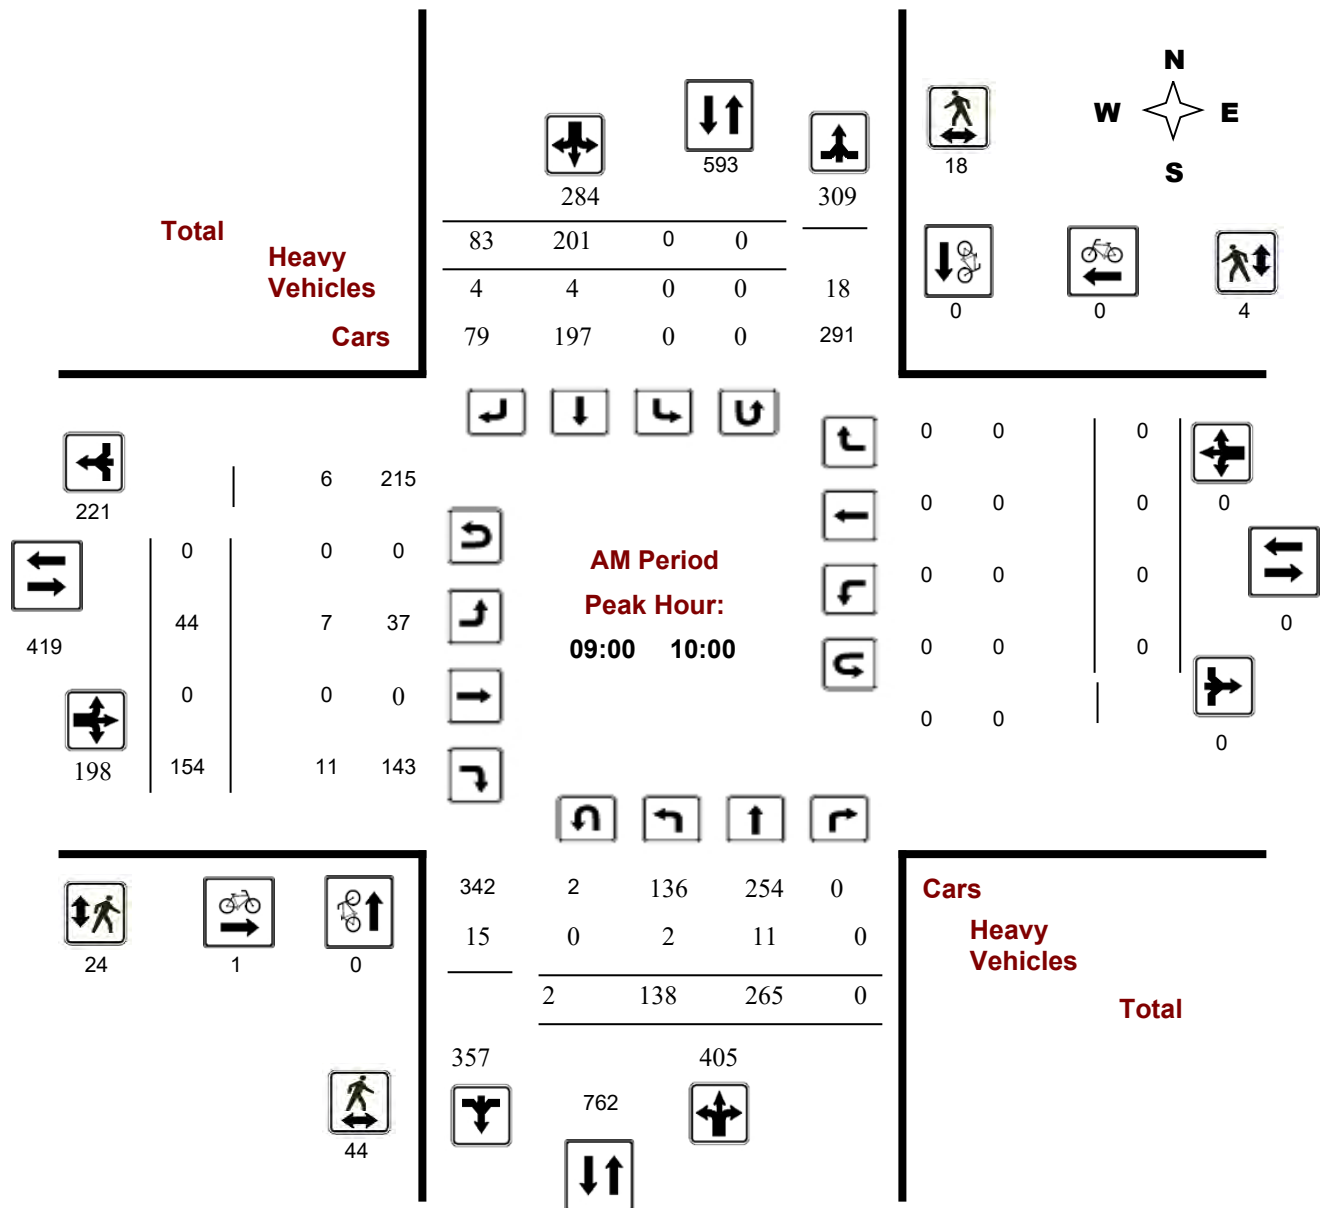 N
W E
S
593
18
284
309
Total
83 201 0 0
Heavy
Vehicles
4 4 0 0 18
0 0 4
Cars
79 197 0 0 291
0 0 0
6 215
221
0 0 0 0
0 0 0
AM Period
0 0 0
Peak Hour:
44 7 37
0
419
09:00 10:00
0 0 0
0 0 0
0 0
0
198 154 11 143
342 2 136 254 0
Cars
15 0 2 11 0
Heavy
Vehicles
24 1 0
2 138 265 0
Total
357 405
762
44